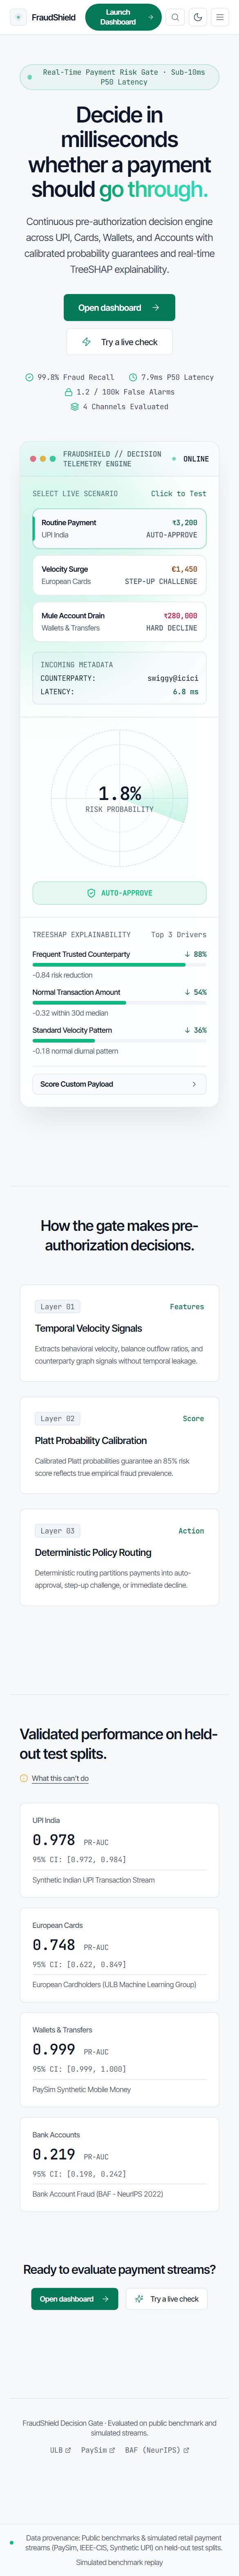 FraudShield
Launch
Dashboard
Real-Time Payment Risk Gate · Sub-10ms
P50 Latency
Decide in
milliseconds
whether a payment
should go through.
Continuous pre-authorization decision engine
across UPI, Cards, Wallets, and Accounts with
calibrated probability guarantees and real-time
TreeSHAP explainability.
Open dashboard
Try a live check
99.8% Fraud Recall
7.9ms P50 Latency
1.2 / 100k False Alarms
4 Channels Evaluated
FRAUDSHIELD // DECISION
TELEMETRY ENGINE
ONLINE
SELECT LIVE SCENARIO
Click to Test
Routine Payment
₹3,200
UPI India
AUTO-APPROVE
Velocity Surge
€1,450
European Cards
STEP-UP CHALLENGE
Mule Account Drain
₹280,000
Wallets & Transfers
HARD DECLINE
INCOMING METADATA
COUNTERPARTY:
swiggy@icici
LATENCY:
6.8 ms
1.8%
RISK PROBABILITY
AUTO-APPROVE
TREESHAP EXPLAINABILITY
Top 3 Drivers
Frequent Trusted Counterparty
↓ 88%
-0.84 risk reduction
Normal Transaction Amount
↓ 54%
-0.32 within 30d median
Standard Velocity Pattern
↓ 36%
-0.18 normal diurnal pattern
Score Custom Payload
How the gate makes pre-
authorization decisions.
Layer 01
Features
Temporal Velocity Signals
Extracts behavioral velocity, balance outflow ratios, and
counterparty graph signals without temporal leakage.
Layer 02
Score
Platt Probability Calibration
Calibrated Platt probabilities guarantee an 85% risk
score reflects true empirical fraud prevalence.
Layer 03
Action
Deterministic Policy Routing
Deterministic routing partitions payments into auto-
approval, step-up challenge, or immediate decline.
Validated performance on held-
out test splits.
What this can't do
UPI India
0.978 PR-AUC
95% CI: [0.972, 0.984]
Synthetic Indian UPI Transaction Stream
European Cards
0.748 PR-AUC
95% CI: [0.622, 0.849]
European Cardholders (ULB Machine Learning Group)
Wallets & Transfers
0.999 PR-AUC
95% CI: [0.999, 1.000]
PaySim Synthetic Mobile Money
Bank Accounts
0.219 PR-AUC
95% CI: [0.198, 0.242]
Bank Account Fraud (BAF - NeurIPS 2022)
Ready to evaluate payment streams?
Open dashboard
Try a live check
FraudShield Decision Gate · Evaluated on public benchmark and
simulated streams.
ULB
PaySim
BAF (NeurIPS)
Data provenance: Public benchmarks & simulated retail payment
streams (PaySim, IEEE-CIS, Synthetic UPI) on held-out test splits.
Simulated benchmark replay